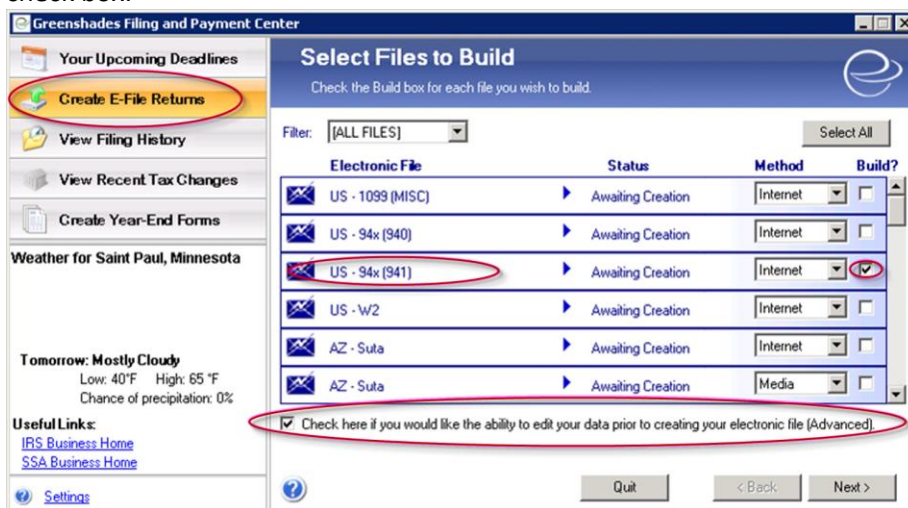 check box.
Greenshades Filing and Payment Center
Your Upcoming Deadlines
Create E-File Returns
View Filing History
View Recent Tax Changes
Create Year-End Forms
Weather for Saint Paul, Minnesota
Tomorrow: Mostly Cloudy
Low: 40°F High: 65 °F
Chance of precipitation: 0%
Useful Links:
IRS Business Home
SSA Business Home
Settings
Select Files to Build
Check the Build box for each file you wish to build.
Filter: [ALL FILES] Select All
Electronic File Status Method Build?
US - 1099 (MISC) Awaiting Creation Internet
US - 94x (940) Awaiting Creation Internet
US - 94x (941) Awaiting Creation Internet
US - W2 Awaiting Creation Internet
AZ - Suta Awaiting Creation Internet
AZ - Suta Awaiting Creation Media
Check here if you would like the ability to edit your data prior to creating your electronic file (Advanced).
Quit < Back Next >